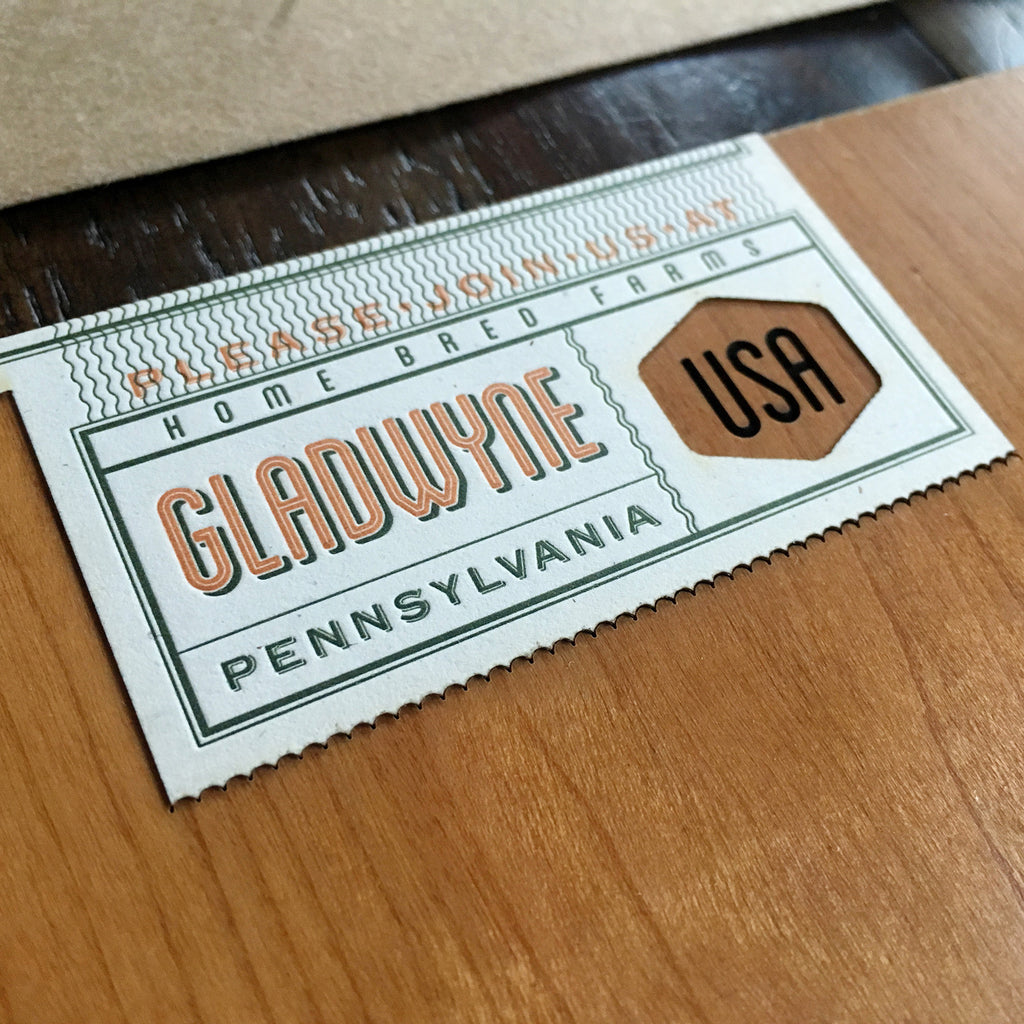 PLEASE·JOIN·US·AT
HOME BRED FARMS
GLADWYNE
PENNSYLVANIA
USA